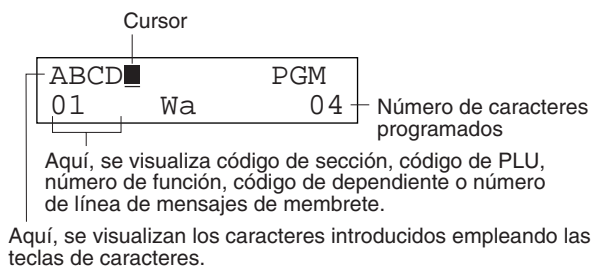 Cursor
ABCD PGM
01 Wa 04
Número de caracteres
programados
Aquí, se visualiza código de sección, código de PLU,
número de función, código de dependiente o número
de línea de mensajes de membrete.
Aquí, se visualizan los caracteres introducidos empleando las
teclas de caracteres.